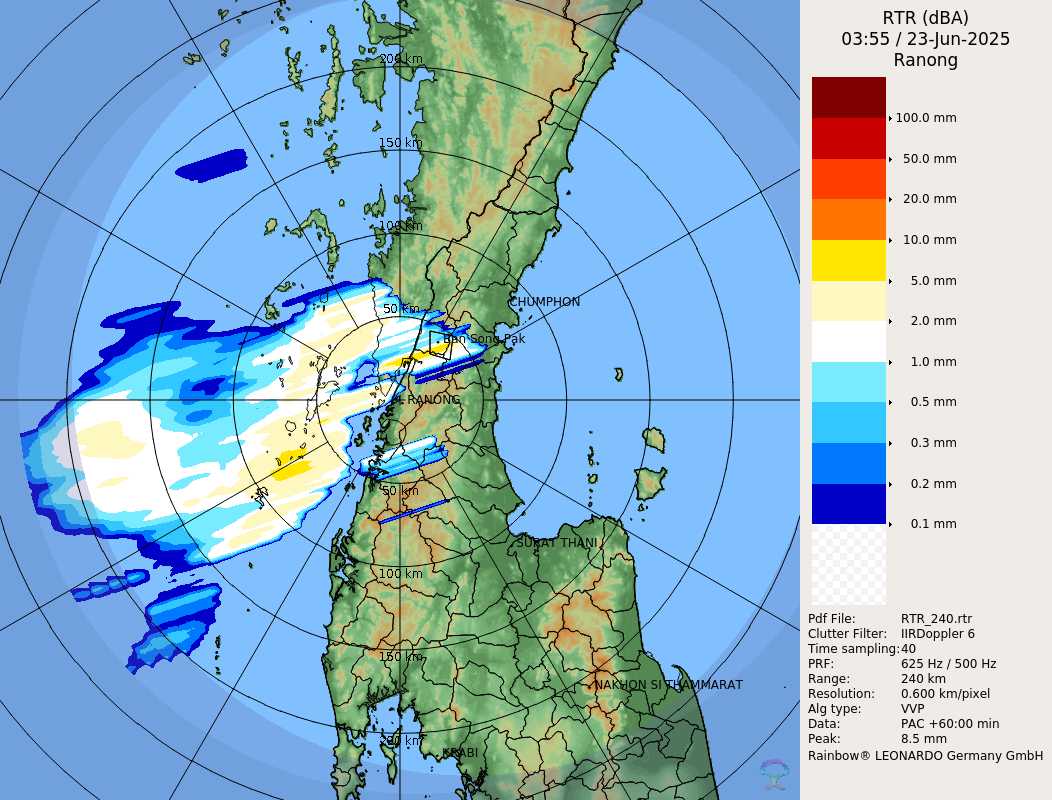 RTR (dBA)
03:55 / 23-Jun-2025
Ranong
100.0 mm
50.0 mm
20.0 mm
10.0 mm
5.0 mm
2.0 mm
1.0 mm
0.5 mm
0.3 mm
0.2 mm
0.1 mm
Pdf File: RTR_240.rtr
Clutter Filter: IIRDoppler 6
Time sampling: 40
PRF: 625 Hz / 500 Hz
Range: 240 km
Resolution: 0.600 km/pixel
Alg type: VVP
Data: PAC +60:00 min
Peak: 8.5 mm
Rainbow® LEONARDO Germany GmbH
200 km
150 km
100 km
CHUMPHON
50 km
Ban Song Pak
RANONG
50 km
SURAT THANI
100 km
150 km
NAKHON SI THAMMARAT
200 km
KRABI